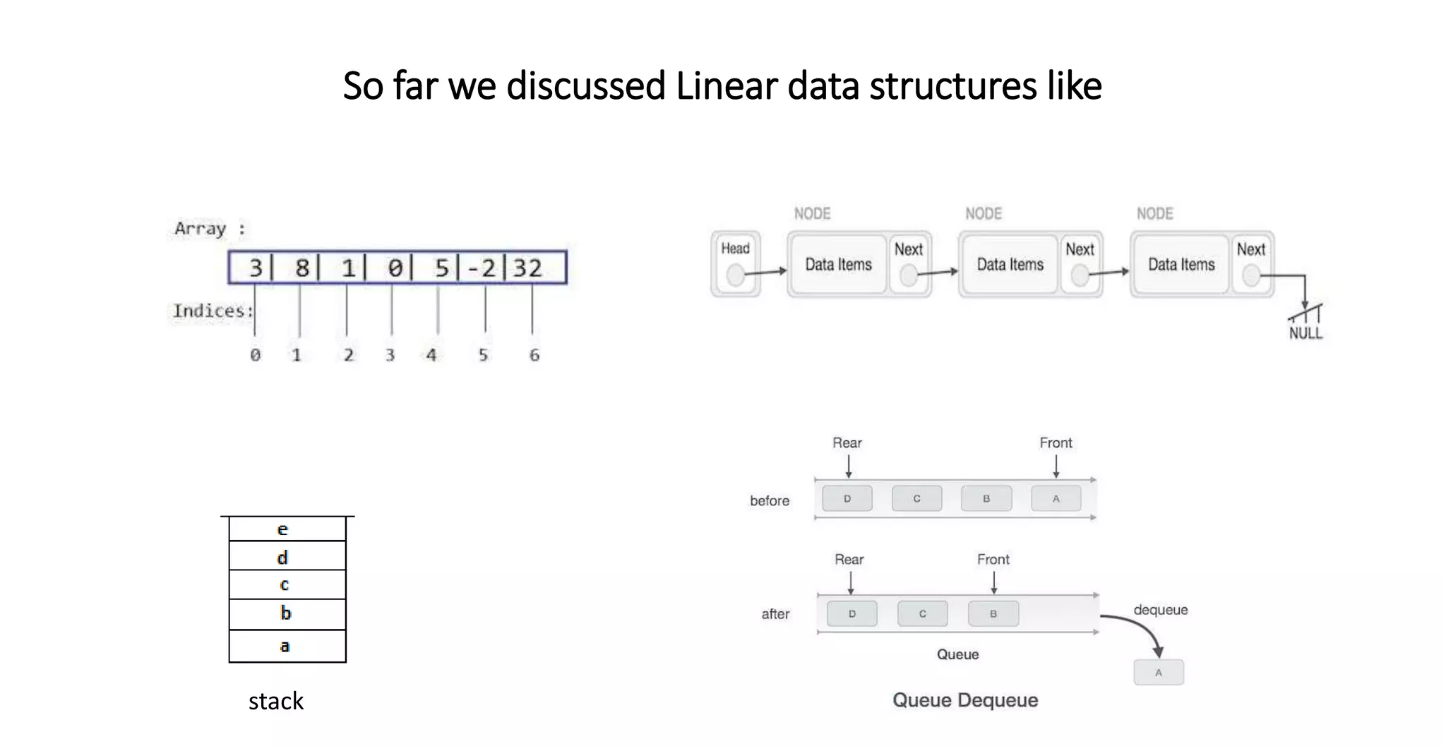 So far we discussed Linear data structures like
Array :
3| 8| 1| 0| 5|-2|32
Indices:
0 1 2 3 4 5 6
NODE NODE NODE
Head Data Items Next Data Items Next Data Items Next
NULL
e
d
c
b
a
stack
Rear Front
before D C B A
Rear Front
after D C B dequeue
A
Queue
Queue Dequeue